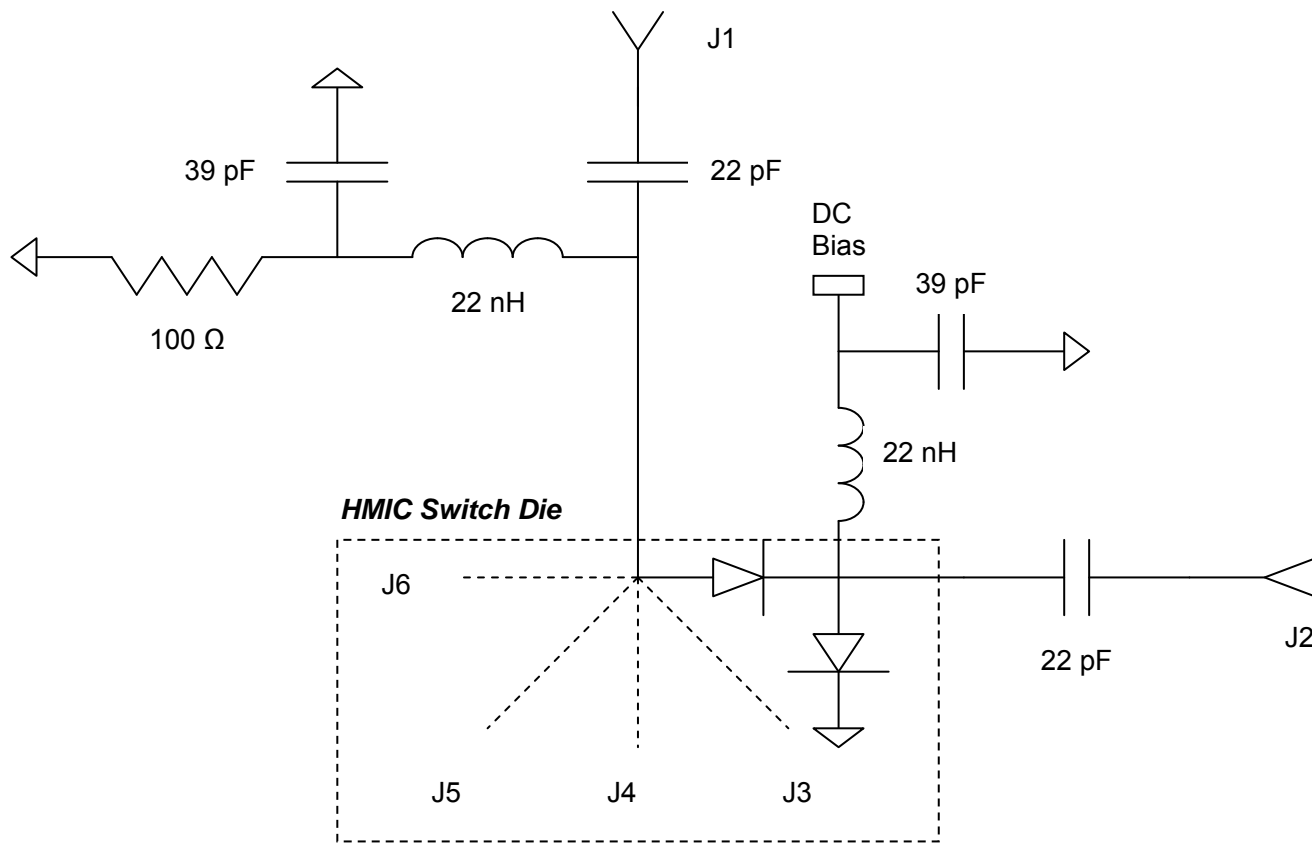 J1
39 pF
22 pF
DC
Bias
39 pF
22 nH
100 Ω
22 nH
HMIC Switch Die
J6
J2
22 pF
J5
J4
J3